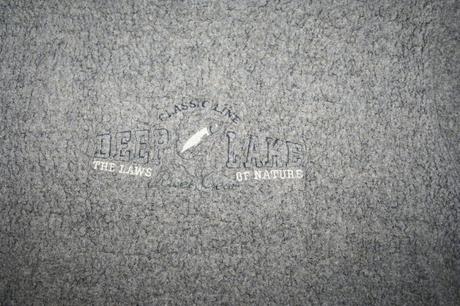 CLASSIC LINE
DEEP LAKE
THE LAWS OF NATURE